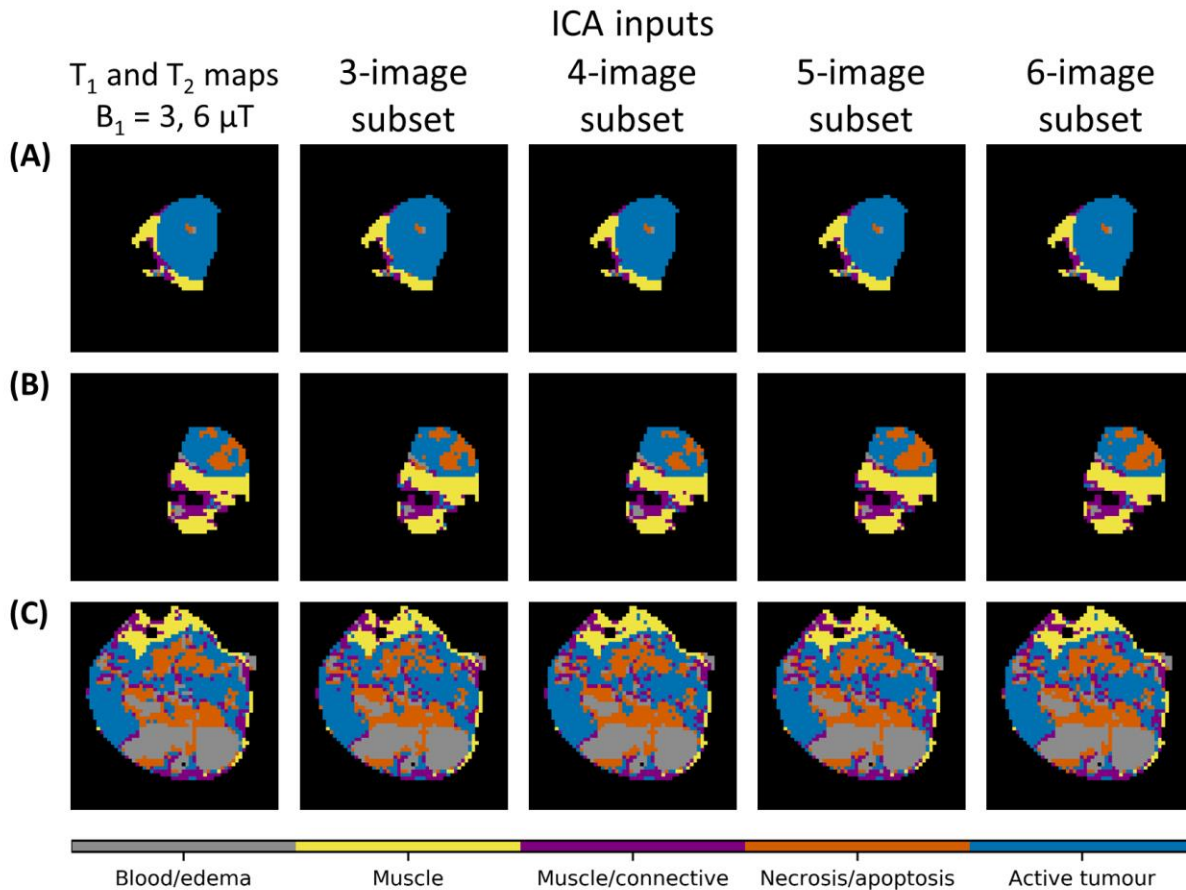 ICA inputs
T₁ and T₂ maps
B₁ = 3, 6 μT
3-image
subset
4-image
subset
5-image
subset
6-image
subset
(A)
(B)
(C)
Blood/edema
Muscle
Muscle/connective
Necrosis/apoptosis
Active tumour